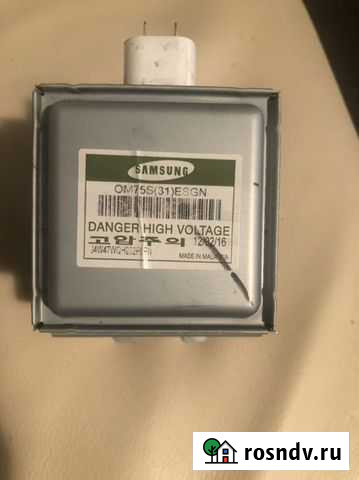 SAMSUNG
OM75S(31)ESGN
DANGER HIGH VOLTAGE
고압주의 12/02/16
MADE IN MALAYSIA
rosndv.ru